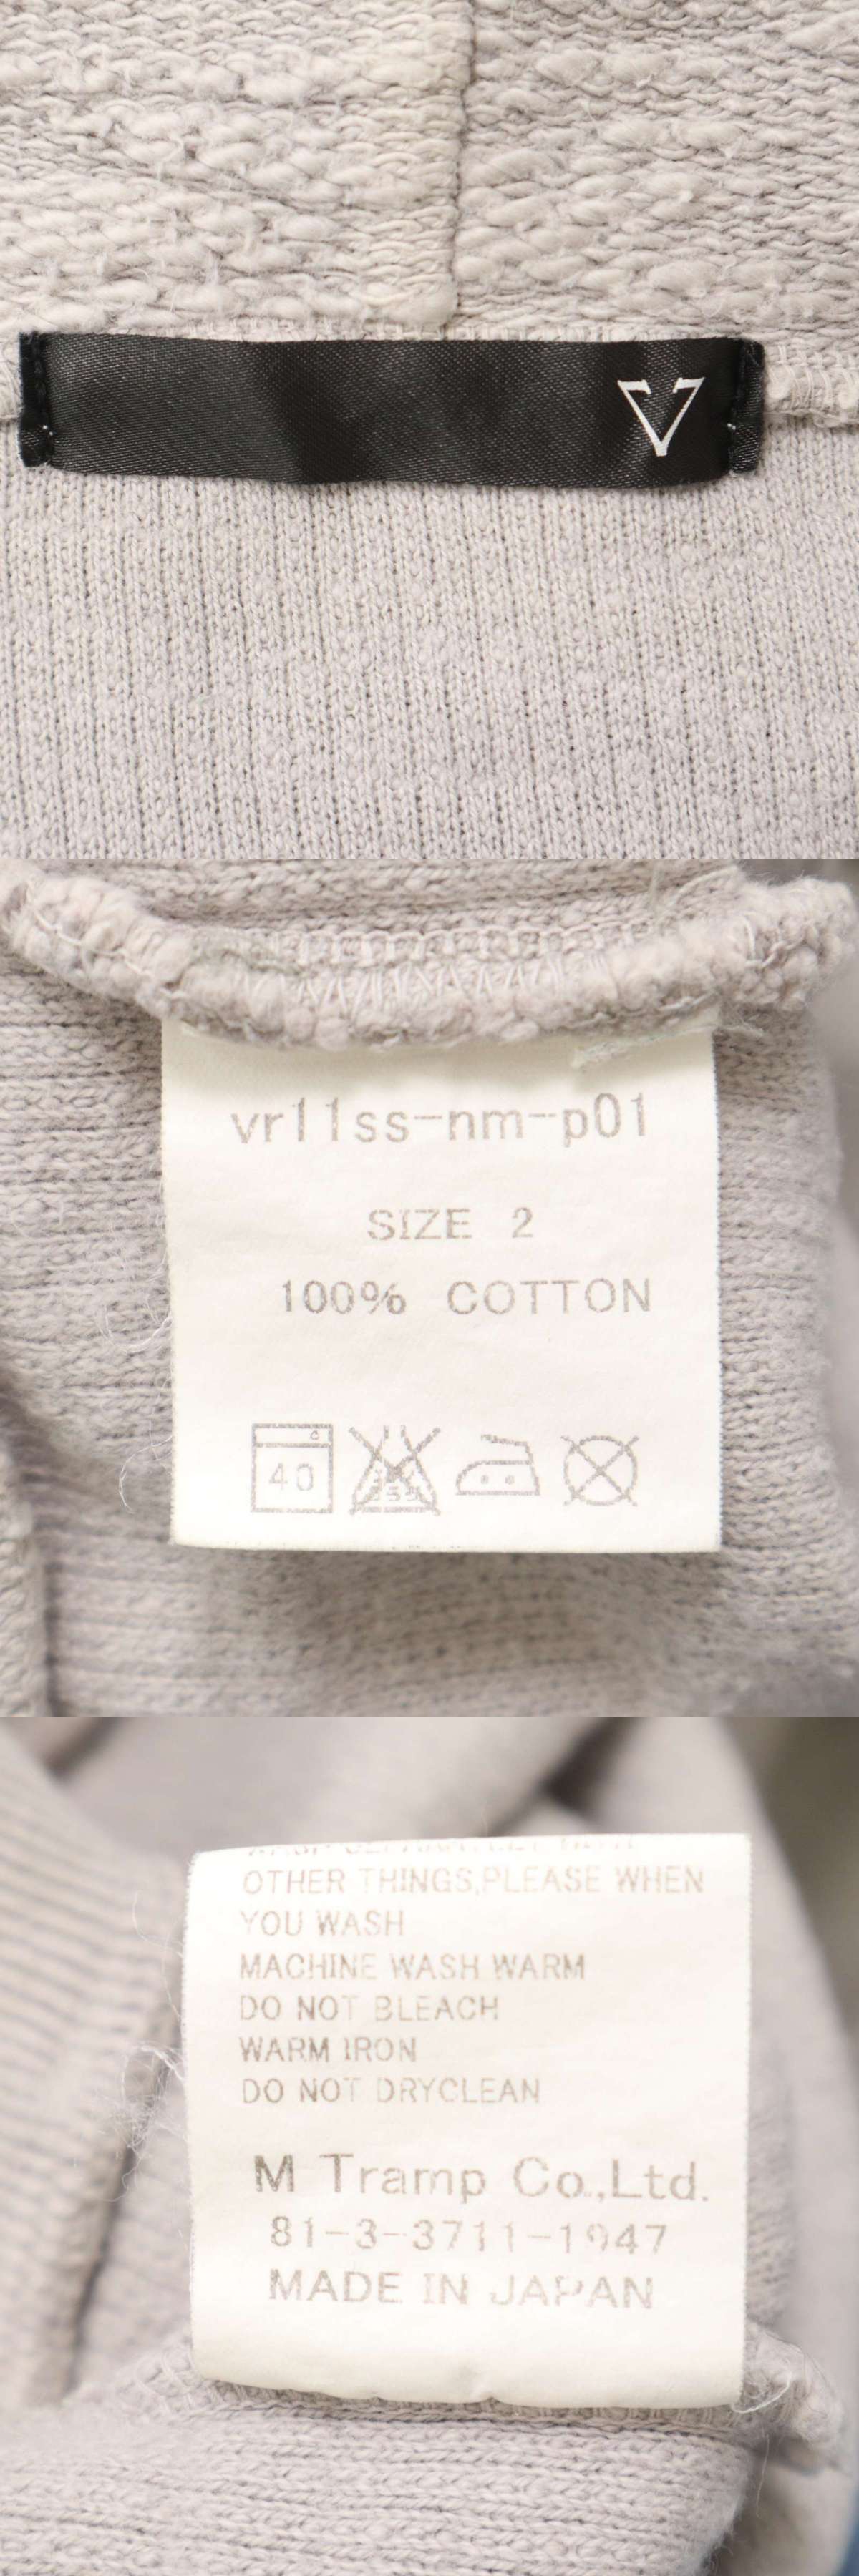 V
vr11ss-nm-p01
SIZE 2
100% COTTON
40
OTHER THINGS,PLEASE WHEN
YOU WASH
MACHINE WASH WARM
DO NOT BLEACH
WARM IRON
DO NOT DRYCLEAN
M Tramp Co.,Ltd.
81-3-3711-1947
MADE IN JAPAN